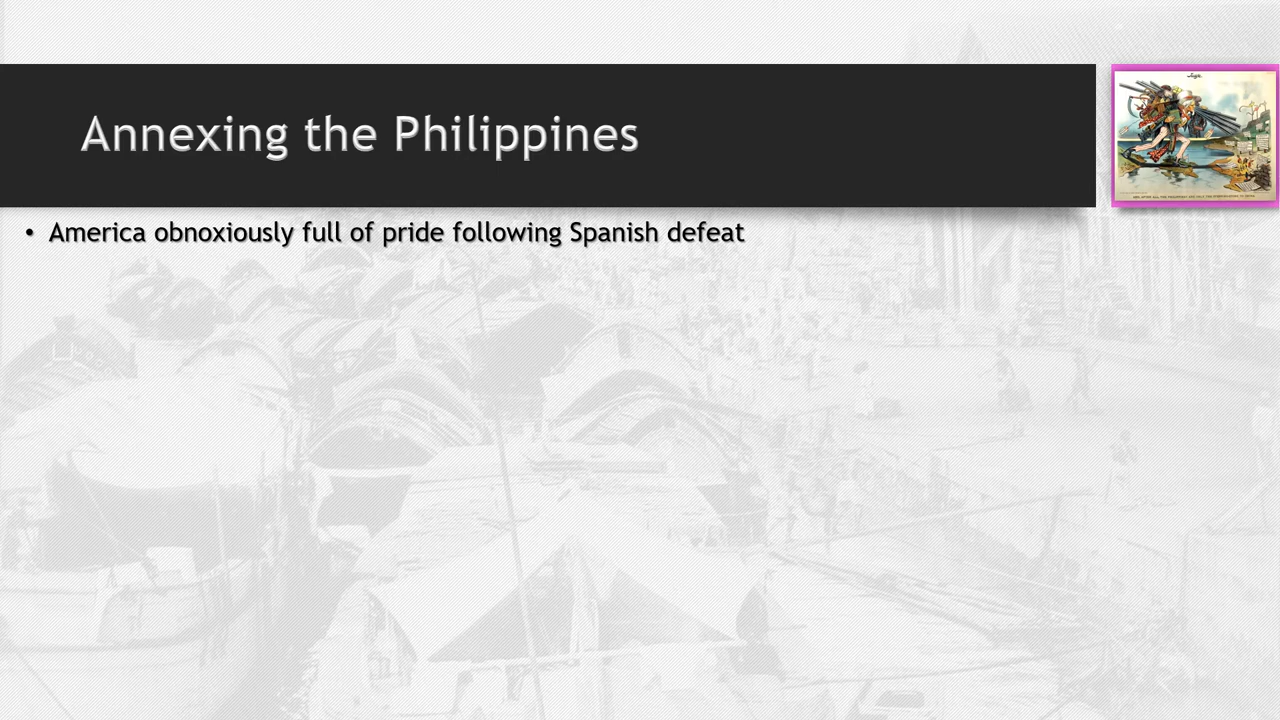 Annexing the Philippines
• America obnoxiously full of pride following Spanish defeat